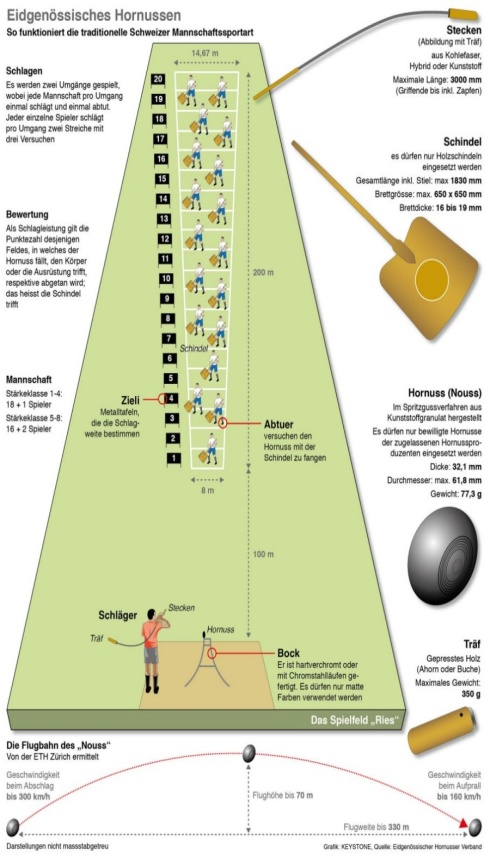 Eidgenössisches Hornussen
So funktioniert die traditionelle Schweizer Mannschaftssportart
Schlagen
Es werden zwei Umgänge gespielt,
wobei jede Mannschaft pro Umgang
einmal schlägt und einmal abtut.
Jeder einzelne Spieler schlägt
pro Umgang zwei Streiche mit
drei Versuchen
Bewertung
Als Schlagleistung gilt die
Punktezahl desjenigen
Feldes, in welches der
Hornuss fällt, den Körper
oder die Ausrüstung trifft,
respektive abgetan wird;
das heisst die Schindel
trifft
Mannschaft
Stärkeklasse 1-4:
18 + 1 Spieler
Stärkeklasse 5-8:
16 + 2 Spieler
14,67 m
20
19
18
17
16
15
14
13
12
11
10
9
8
7
6
5
4
3
2
1
200 m
Schindel
Zieli
Metalltafeln,
die die Schlag-
weite bestimmen
Abtuer
versuchen den
Hornuss mit der
Schindel zu fangen
8 m
100 m
Schläger
Stecken
Träf
Hornuss
Bock
Er ist hartverchromt oder
mit Chromstahlläufen ge-
fertigt. Es dürfen nur matte
Farben verwendet werden
Das Spielfeld „Ries“
Stecken
(Abbildung mit Träf)
aus Kohlefaser,
Hybrid oder Kunststoff
Maximale Länge: 3000 mm
(Griffende bis inkl. Zapfen)
Schindel
es dürfen nur Holzschindeln
eingesetzt werden
Gesamtlänge inkl. Stiel: max 1830 mm
Brettgrösse: max. 650 x 650 mm
Brettdicke: 16 bis 19 mm
Hornuss (Nouss)
Im Spritzgussverfahren aus
Kunststoffgranulat hergestellt
Es dürfen nur bewilligte Hornusse
der zugelassenen Hornusspro-
duzenten eingesetzt werden
Dicke: 32,1 mm
Durchmesser: max. 61,8 mm
Gewicht: 77,3 g
Träf
Gepresstes Holz
(Ahorn oder Buche)
Maximales Gewicht:
350 g
Die Flugbahn des „Nouss“
Von der ETH Zürich ermittelt
Geschwindigkeit
beim Abschlag
bis 300 km/h
Flughöhe bis 70 m
Geschwindigkeit
beim Aufprall
bis 160 km/h
Flugweite bis 330 m
Darstellungen nicht massstabgetreu
Grafik: KEYSTONE, Quelle: Eidgenössischer Hornusser Verband